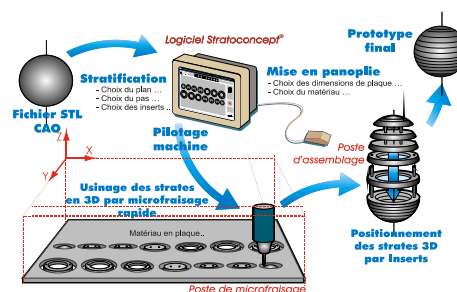 Logiciel Stratoconcept®
Prototype
final
Stratification
- Choix du plan ...
- Choix du pas ...
- Choix des inserts ..
Mise en panoplie
- Choix des dimensions de plaque ...
- Choix du matériau ...
Fichier STL
CAO
Z
X
Y
Pilotage
machine
Poste
d'assemblage
Usinage des strates
en 3D par microfraisage
rapide
Matériau en plaque..
Positionnement
des strates 3D
par Inserts
Poste de microfraisage